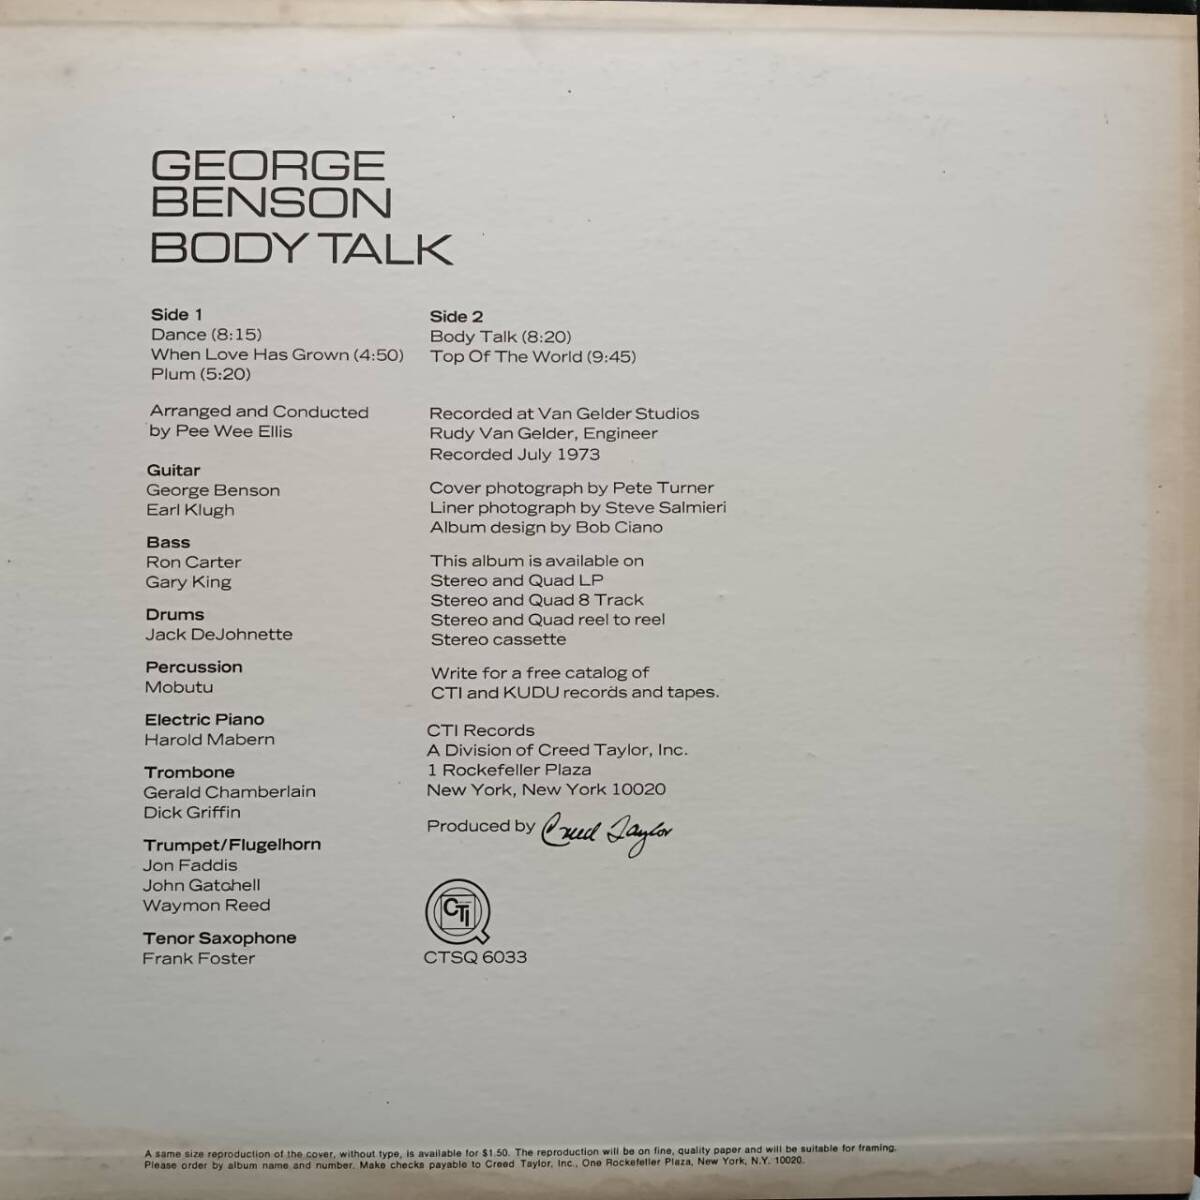 GEORGE
BENSON
BODY TALK
Side 1
Dance (8:15)
When Love Has Grown (4:50)
Plum (5:20)
Side 2
Body Talk (8:20)
Top Of The World (9:45)
Arranged and Conducted
by Pee Wee Ellis
Guitar
George Benson
Earl Klugh
Bass
Ron Carter
Gary King
Drums
Jack DeJohnette
Percussion
Mobutu
Electric Piano
Harold Mabern
Trombone
Gerald Chamberlain
Dick Griffin
Trumpet/Flugelhorn
Jon Faddis
John Gatchell
Waymon Reed
Tenor Saxophone
Frank Foster
Recorded at Van Gelder Studios
Rudy Van Gelder, Engineer
Recorded July 1973
Cover photograph by Pete Turner
Liner photograph by Steve Salmieri
Album design by Bob Ciano
This album is available on
Stereo and Quad LP
Stereo and Quad 8 Track
Stereo and Quad reel to reel
Stereo cassette
Write for a free catalog of
CTI and KUDU records and tapes.
CTI Records
A Division of Creed Taylor, Inc.
1 Rockefeller Plaza
New York, New York 10020
Produced by Creed Taylor
CTI
CTSQ 6033
A same size reproduction of the cover, without type, is available for $1.50. The reproduction will be on fine, quality paper and will be suitable for framing.
Please order by album name and number. Make checks payable to Creed Taylor, Inc., One Rockefeller Plaza, New York, N.Y. 10020.